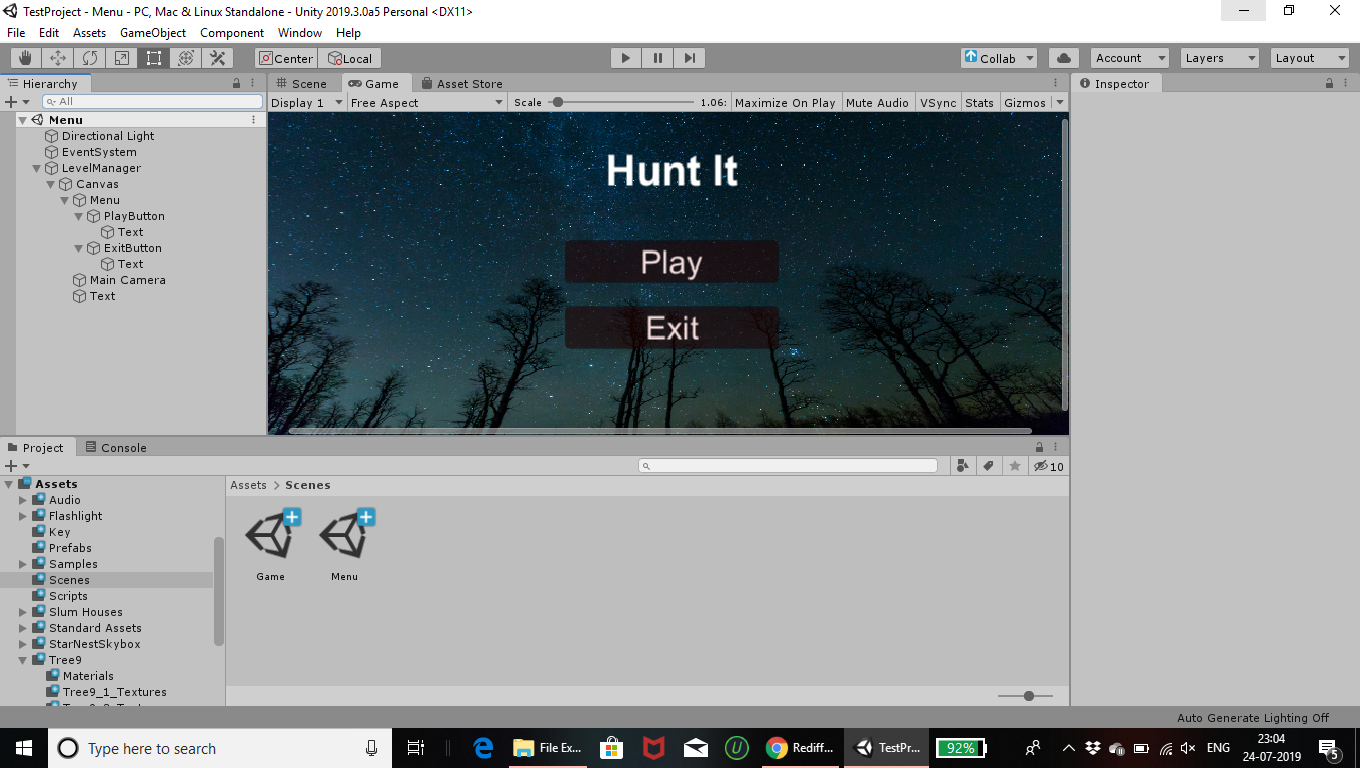 TestProject - Menu - PC, Mac & Linux Standalone - Unity 2019.3.0a5 Personal <DX11>
File Edit Assets GameObject Component Window Help
Center Local Collab Account Layers Layout
Hierarchy
All
Menu
Directional Light
EventSystem
LevelManager
Canvas
Menu
PlayButton
Text
ExitButton
Text
Main Camera
Text
Scene Game Asset Store
Display 1 Free Aspect Scale 1.06: Maximize On Play Mute Audio VSync Stats Gizmos
Hunt It
Play
Exit
Inspector
Project Console
10
Assets
Audio
Flashlight
Key
Prefabs
Samples
Scenes
Scripts
Slum Houses
Standard Assets
StarNestSkybox
Tree9
Materials
Tree9_1_Textures
Assets > Scenes
Game Menu
Auto Generate Lighting Off
Type here to search
File Ex...
Rediff...
TestPr...
92%
ENG
23:04
24-07-2019
5